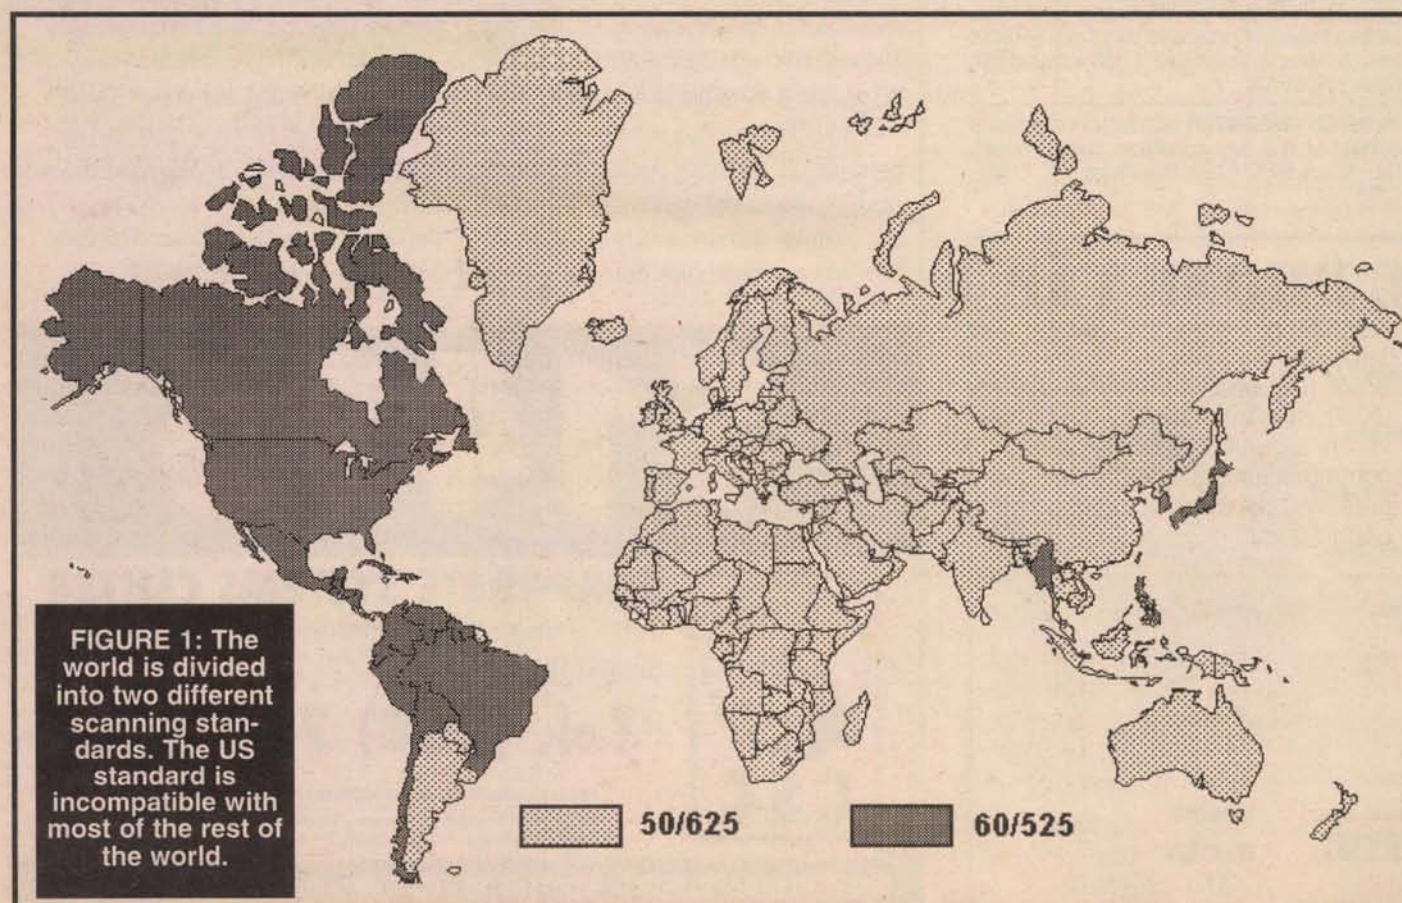 FIGURE 1: The
world is divided
into two different
scanning stan-
dards. The US
standard is
incompatible with
most of the rest of
the world.
50/625
60/525